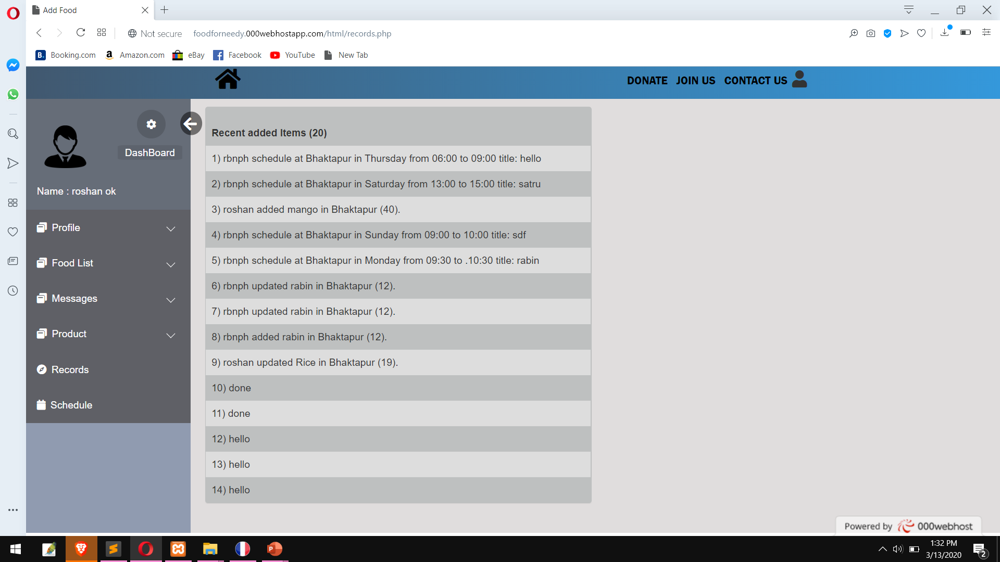 Add Food
Not secure foodforneedy.000webhostapp.com/html/records.php
B. Booking.com a Amazon.com eBay Facebook YouTube New Tab
DONATE JOIN US CONTACT US
DashBoard
Name : roshan ok
Profile
Food List
Messages
Product
Records
Schedule
Recent added Items (20)
1) rbnph schedule at Bhaktapur in Thursday from 06:00 to 09:00 title: hello
2) rbnph schedule at Bhaktapur in Saturday from 13:00 to 15:00 title: satru
3) roshan added mango in Bhaktapur (40).
4) rbnph schedule at Bhaktapur in Sunday from 09:00 to 10:00 title: sdf
5) rbnph schedule at Bhaktapur in Monday from 09:30 to .10:30 title: rabin
6) rbnph updated rabin in Bhaktapur (12).
7) rbnph updated rabin in Bhaktapur (12).
8) rbnph added rabin in Bhaktapur (12).
9) roshan updated Rice in Bhaktapur (19).
10) done
11) done
12) hello
13) hello
14) hello
Powered by 000webhost
1:32 PM
3/13/2020
2